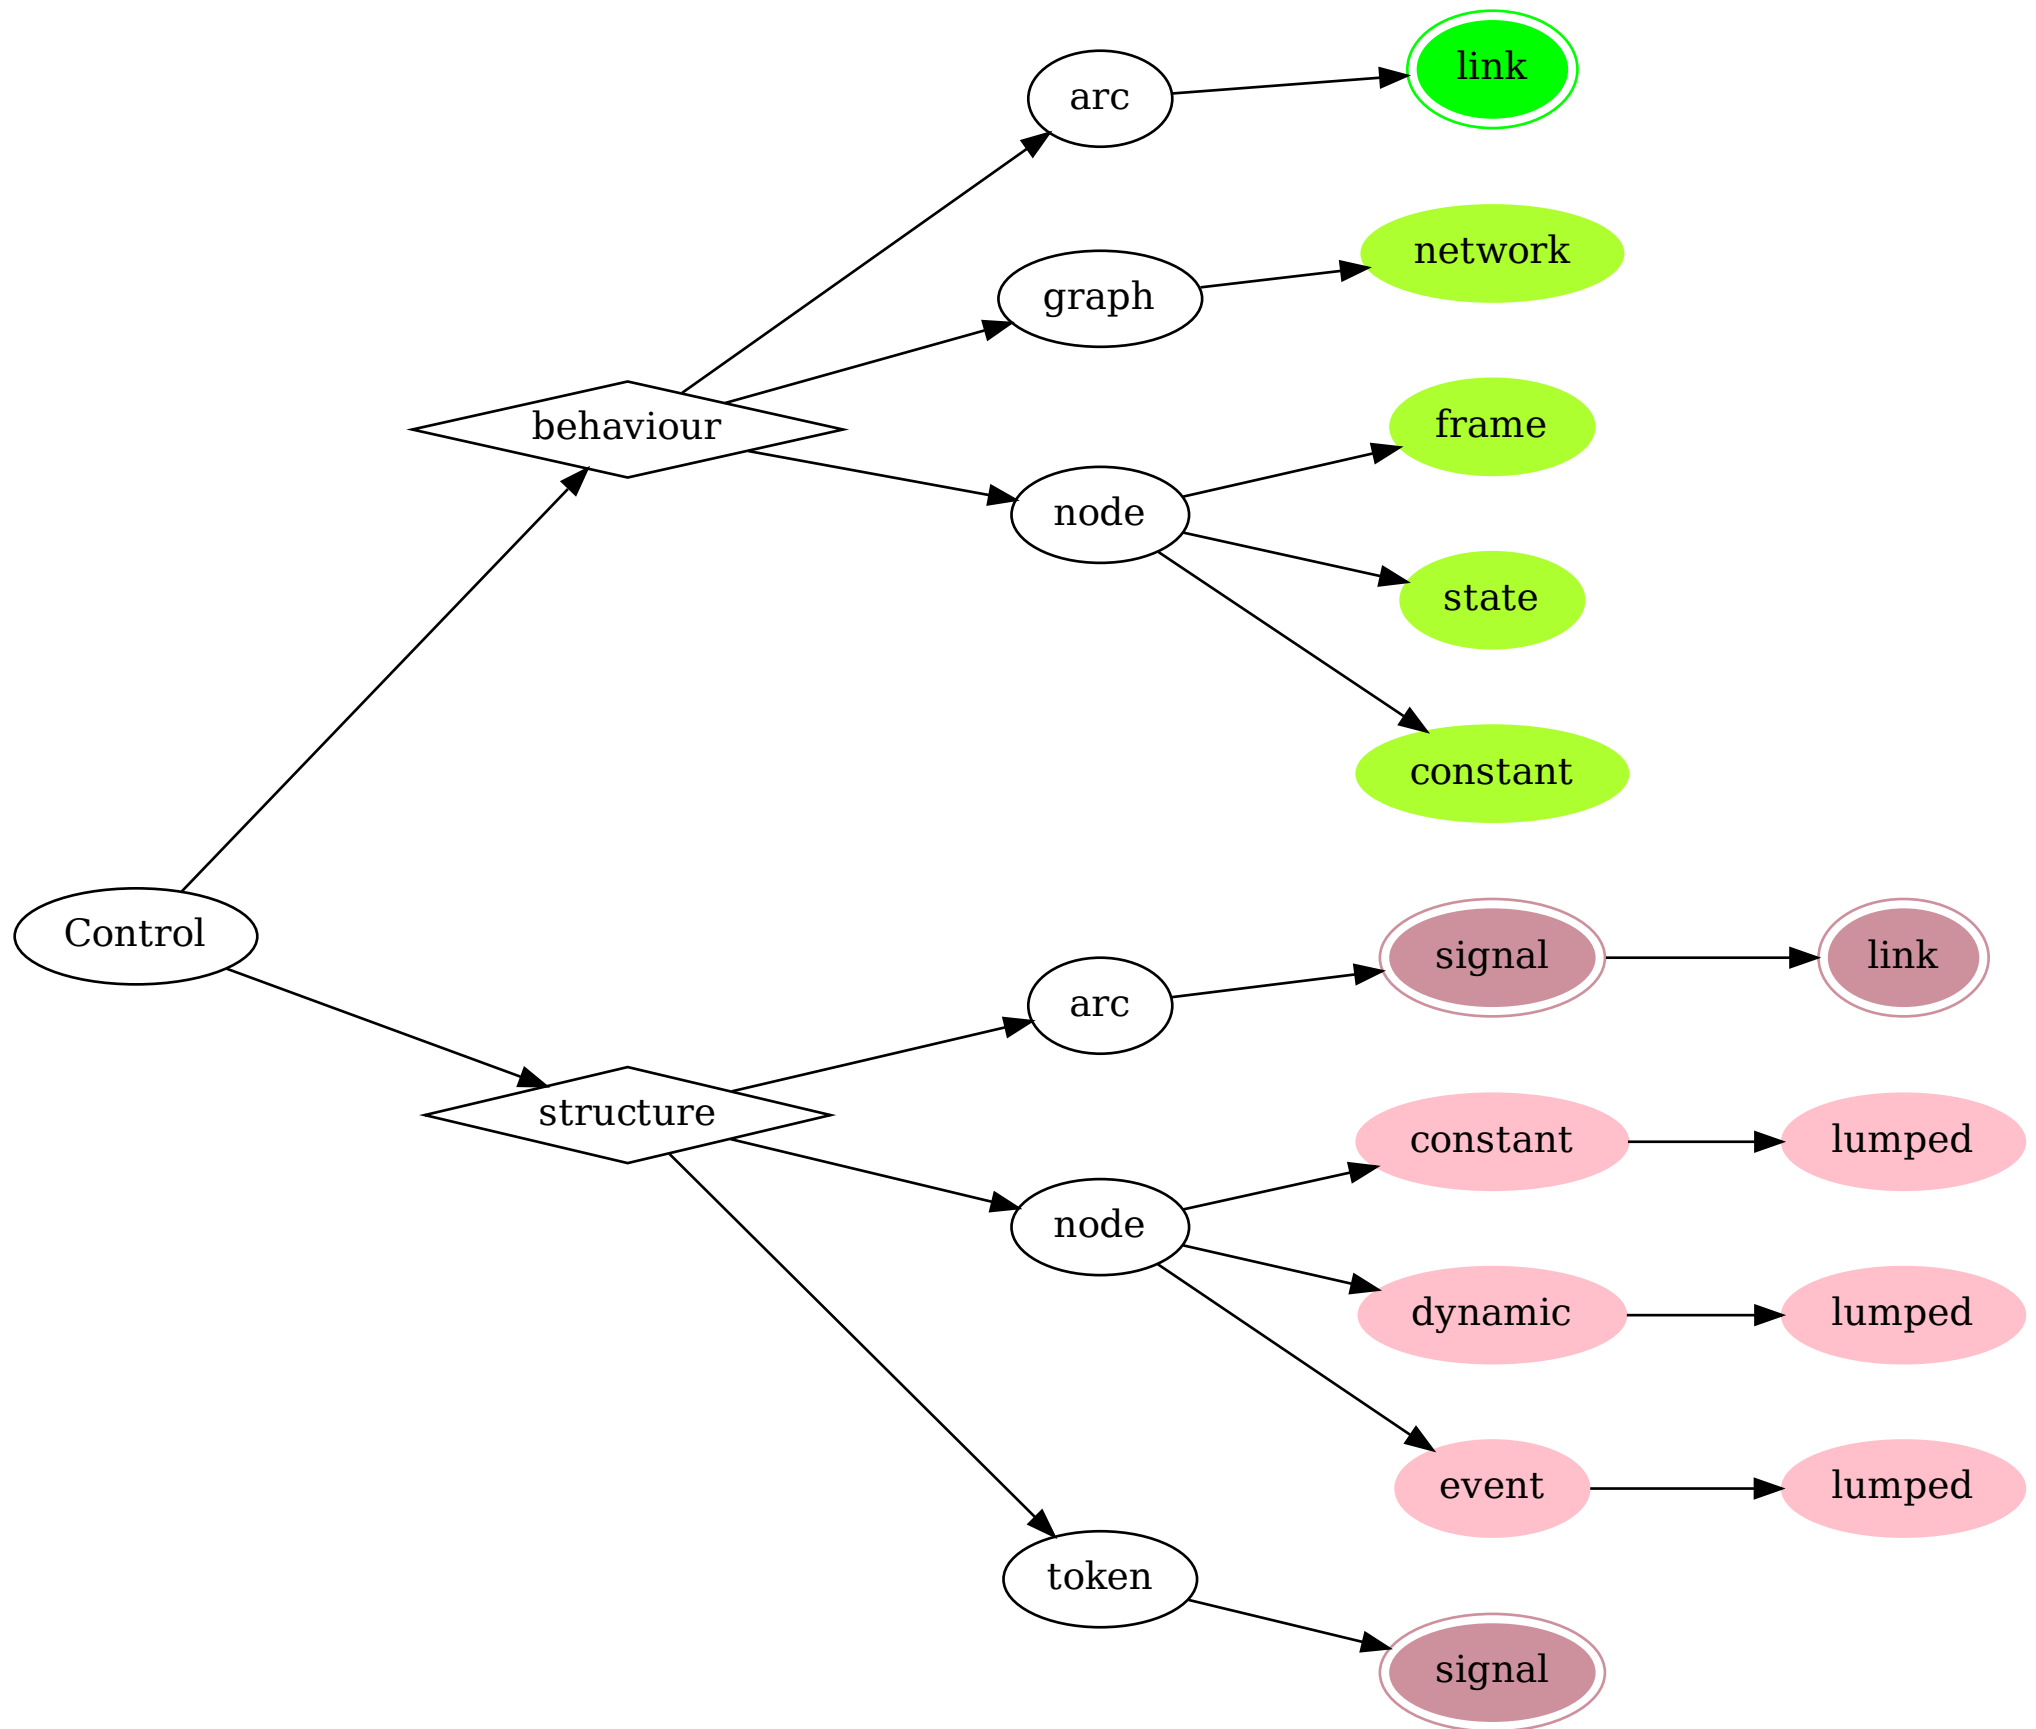 link
arc
network
graph
frame
behaviour
node
state
constant
Control
signal
link
arc
structure
constant
lumped
node
dynamic
lumped
event
lumped
token
signal